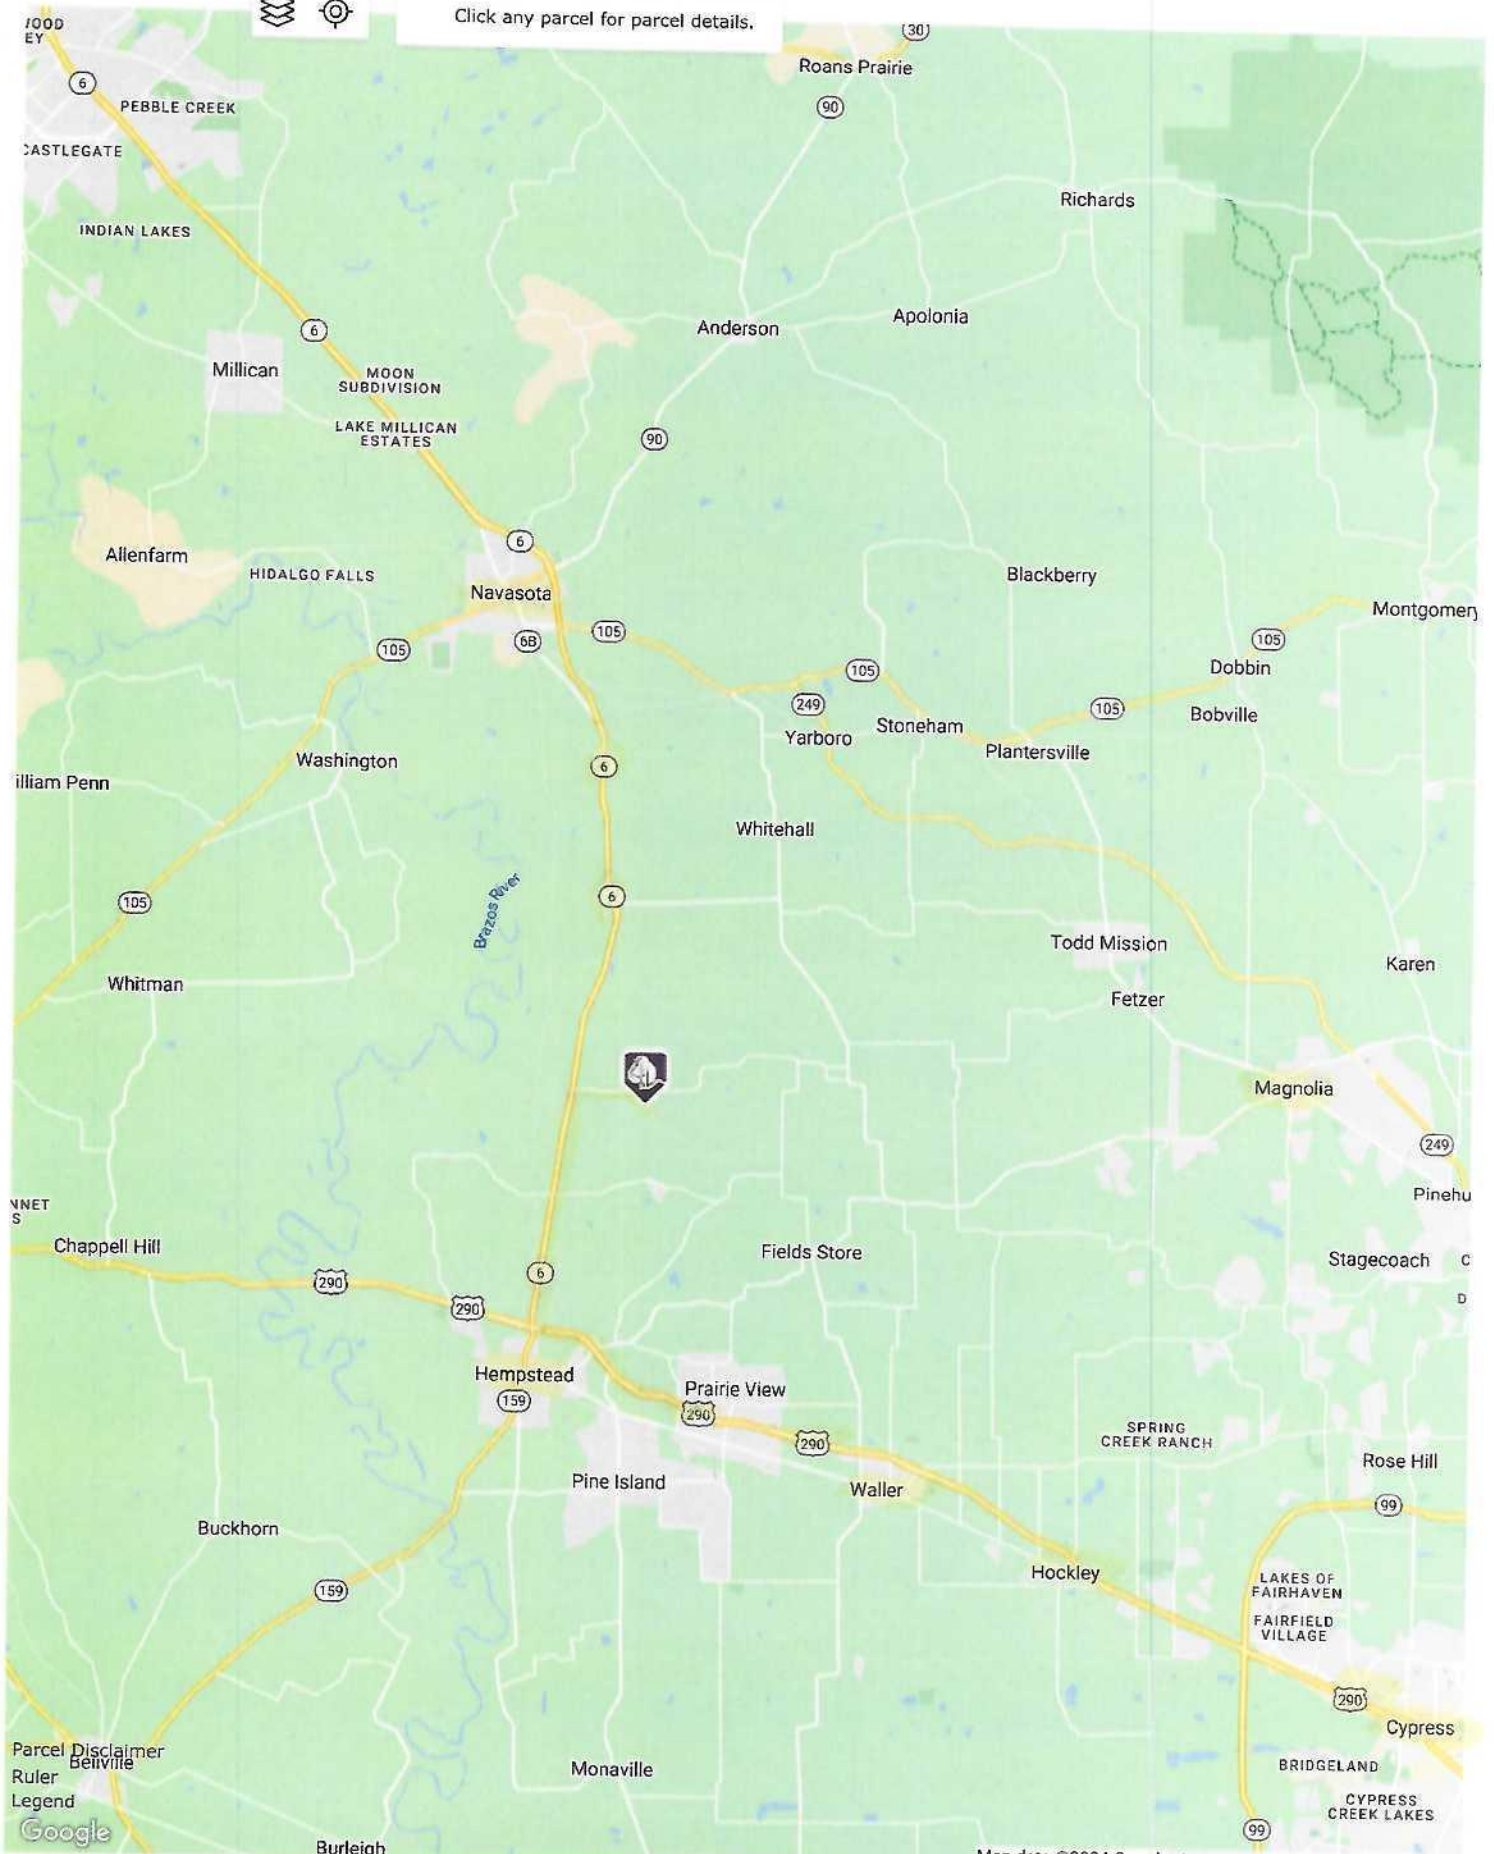 Click any parcel for parcel details.
30
Roans Prairie
6
90
PEBBLE CREEK
CASTLEGATE
Richards
INDIAN LAKES
Apolonia
Anderson
6
Millican
MOON
SUBDIVISION
LAKE MILLICAN
ESTATES
90
6
Allenfarm
HIDALGO FALLS
Blackberry
Navasota
Montgomery
105
6B
105
105
105
Dobbin
249
105
Bobville
Stoneham
Yarboro
Plantersville
Washington
6
illiam Penn
Whitehall
6
105
Brazos River
Todd Mission
Karen
Whitman
Fetzer
Magnolia
249
Pinehu
NNET
S
Chappell Hill
Fields Store
Stagecoach
C
6
290
D
290
Hempstead
Prairie View
159
290
290
SPRING
CREEK RANCH
Rose Hill
Pine Island
Waller
99
Buckhorn
Hockley
159
LAKES OF
FAIRHAVEN
FAIRFIELD
VILLAGE
290
Cypress
Parcel Disclaimer
Bellville
Monaville
BRIDGELAND
Ruler
Legend
CYPRESS
CREEK LAKES
Google
99
Burleigh